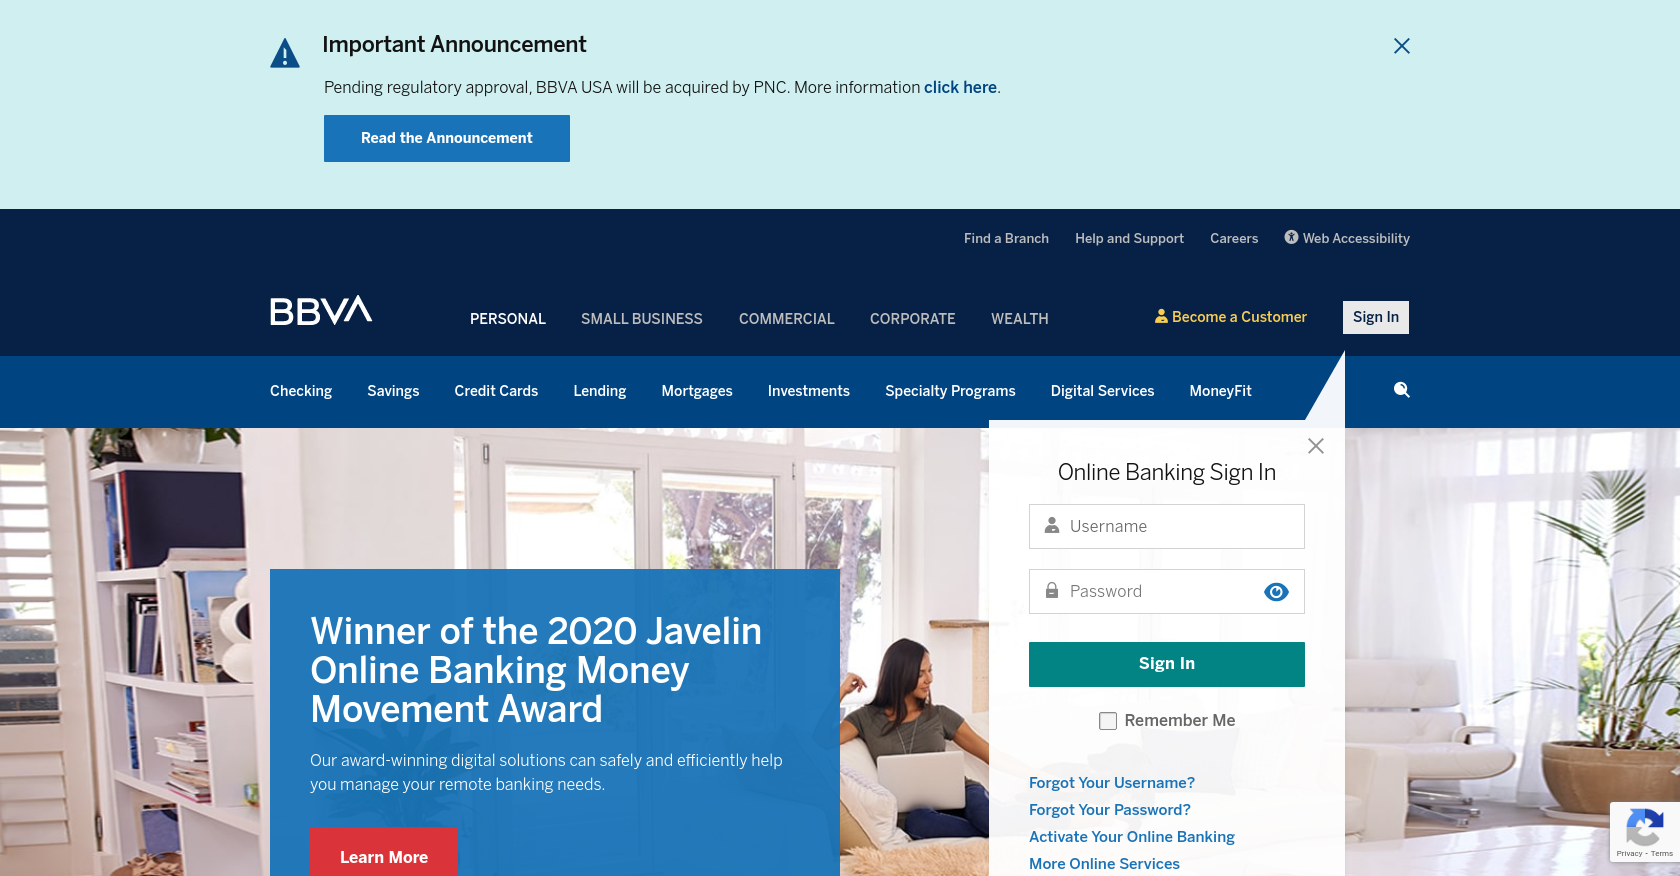 Important Announcement
Pending regulatory approval, BBVA USA will be acquired by PNC. More information click here.
Read the Announcement
Find a Branch Help and Support Careers Web Accessibility
BBVA PERSONAL SMALL BUSINESS COMMERCIAL CORPORATE WEALTH Become a Customer Sign In
Checking Savings Credit Cards Lending Mortgages Investments Specialty Programs Digital Services MoneyFit
Online Banking Sign In
Username
Password
Sign In
Remember Me
Forgot Your Username?
Forgot Your Password?
Activate Your Online Banking
More Online Services
Winner of the 2020 Javelin
Online Banking Money
Movement Award
Our award-winning digital solutions can safely and efficiently help
you manage your remote banking needs.
Learn More
Privacy - Terms